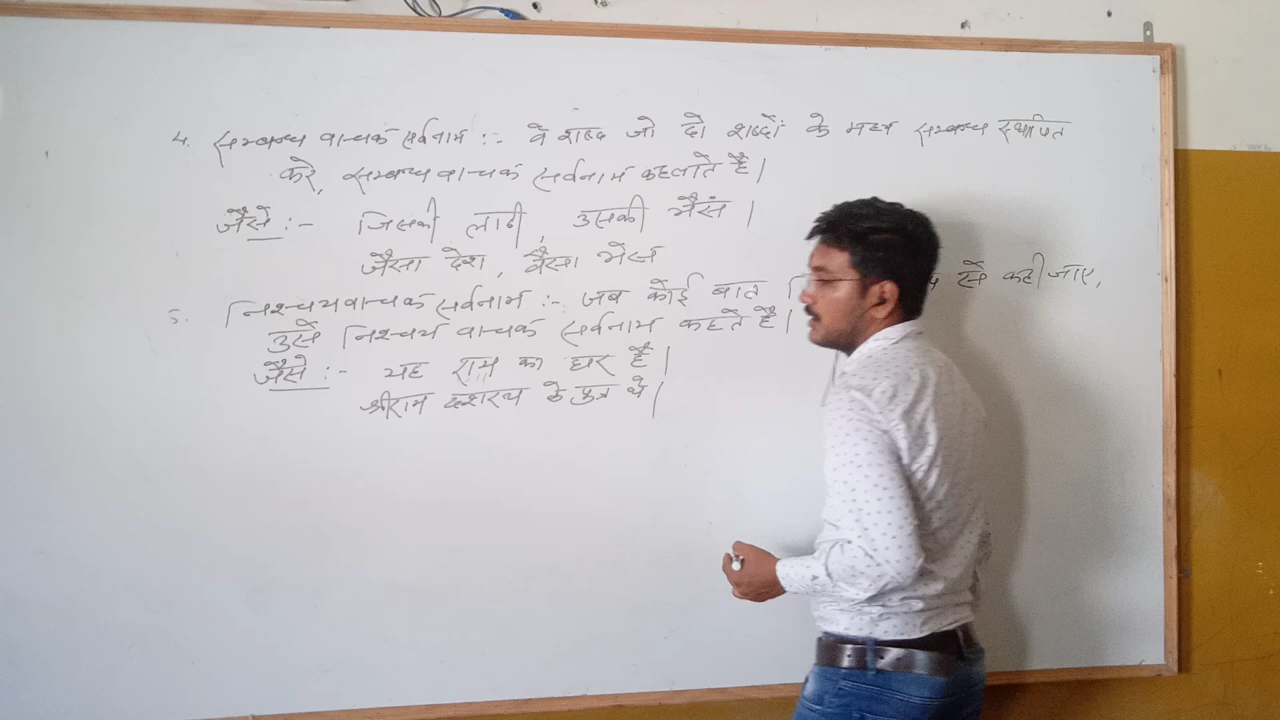 4. सम्बन्ध वाचक सर्वनाम :- वे शब्द जो दो शब्दों के मध्य सम्बन्ध स्थापित
करे, सम्बन्ध वाचक सर्वनाम कहलाते है।
जैसे :- जिसकी लाठी, उसकी भैसं।
जैसा देश, वैसा भेर्स
5. निश्चयवाचक सर्वनाम :- जब कोई बात से कही जाए,
उसे निश्चय वाचक सर्वनाम कहते है।
जैसे :- यह राम का घर है।
श्रीराम दशरथ के पुत्र थे।